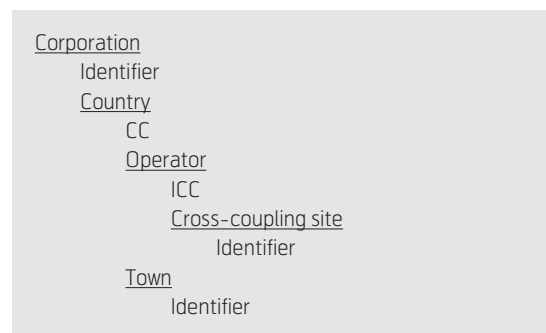 Corporation
Identifier
Country
CC
Operator
ICC
Cross-coupling site
Identifier
Town
Identifier